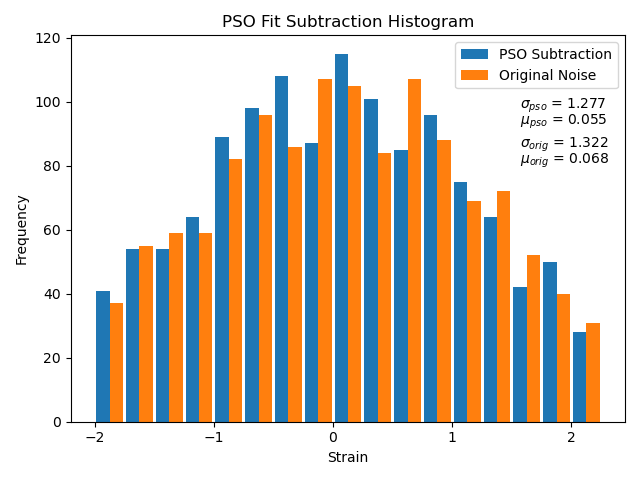 PSO Fit Subtraction Histogram
PSO Subtraction
Original Noise
σpso = 1.277
μpso = 0.055
σorig = 1.322
μorig = 0.068
Frequency
120
100
80
60
40
20
0
−2 −1 0 1 2
Strain